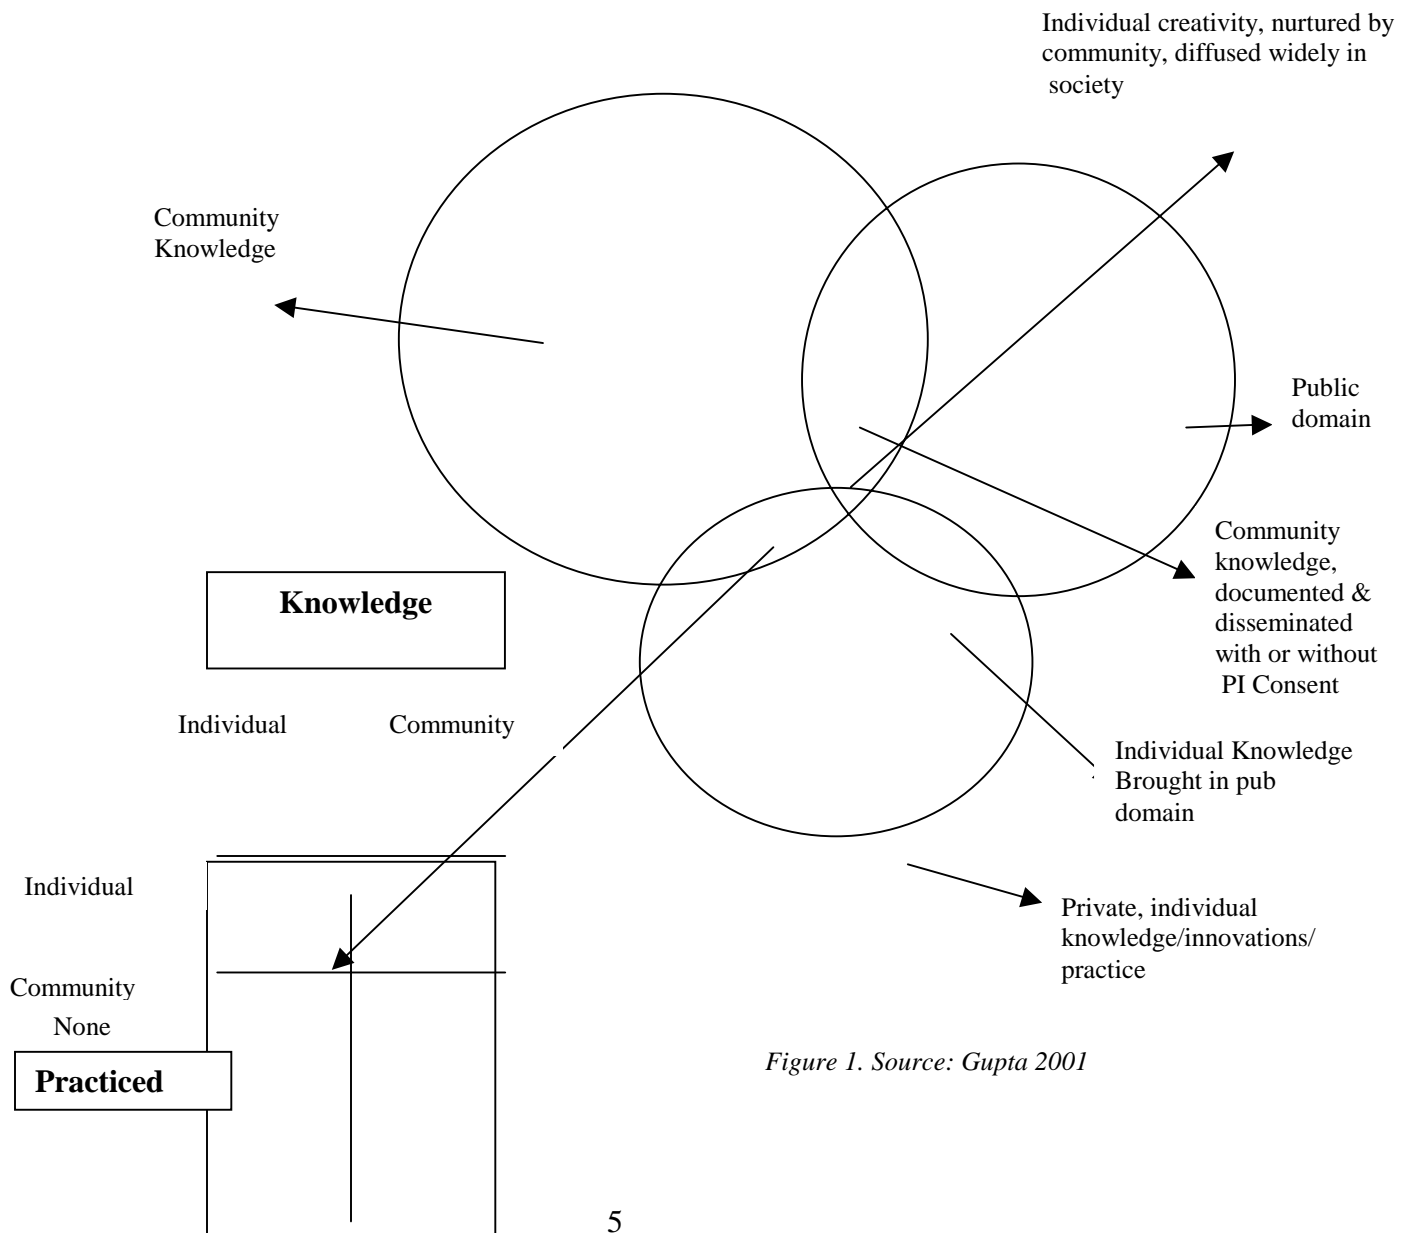 Individual creativity, nurtured by
community, diffused widely in
society
Community
Knowledge
Public
domain
Community
knowledge,
documented &
disseminated
with or without
PI Consent
Knowledge
Individual Community
Individual Knowledge
Brought in pub
domain
Individual
Private, individual
knowledge/innovations/
practice
Community
None
Practiced
Figure 1. Source: Gupta 2001
5